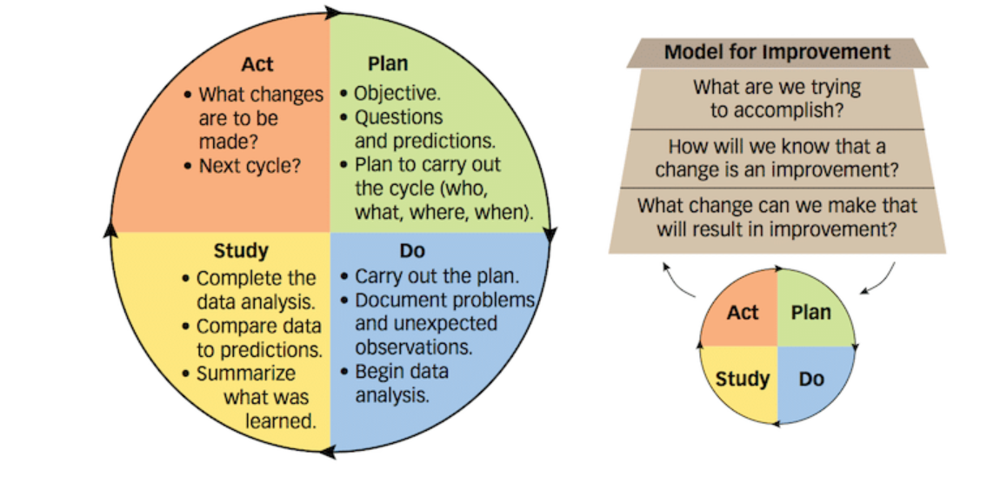 Act
• What changes
are to be
made?
• Next cycle?
Plan
• Objective.
• Questions
and predictions.
• Plan to carry out
the cycle (who,
what, where, when).
Study
• Complete the
data analysis.
• Compare data
to predictions.
• Summarize
what was
learned.
Do
• Carry out the plan.
• Document problems
and unexpected
observations.
• Begin data
analysis.
Model for Improvement
What are we trying
to accomplish?
How will we know that a
change is an improvement?
What change can we make that
will result in improvement?
Act
Plan
Study
Do